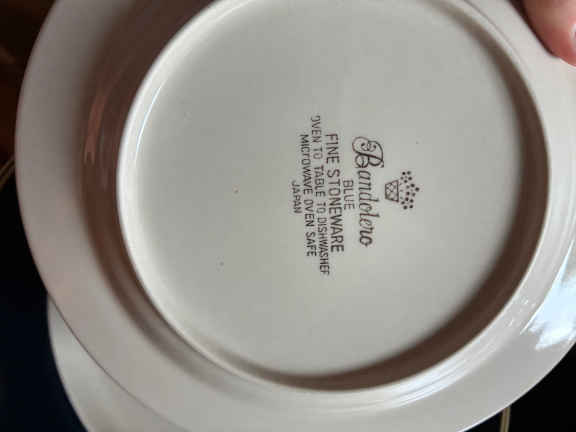 Bandolero
BLUE
FINE STONEWARE
OVEN TO TABLE TO DISHWASHER
MICROWAVE OVEN SAFE
JAPAN